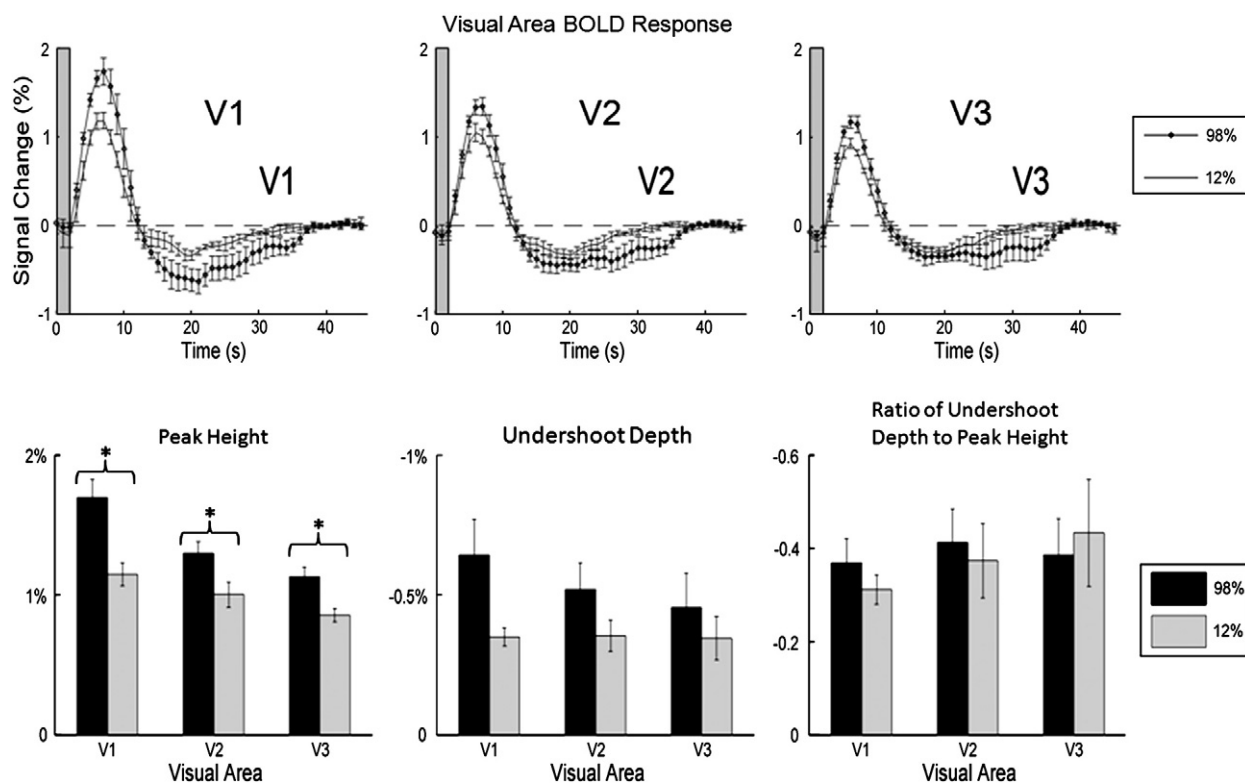 Visual Area BOLD Response
Signal Change (%)
2
1
0
-1
V1
V1
0 10 20 30 40
Time (s)
2
1
0
-1
V2
V2
0 10 20 30 40
Time (s)
2
1
0
-1
V3
V3
0 10 20 30 40
Time (s)
98%
12%
Peak Height
2%
1%
0
*
*
*
V1 V2 V3
Visual Area
Undershoot Depth
-1%
-0.5%
0
V1 V2 V3
Visual Area
Ratio of Undershoot
Depth to Peak Height
-0.6
-0.4
-0.2
0
V1 V2 V3
Visual Area
98%
12%